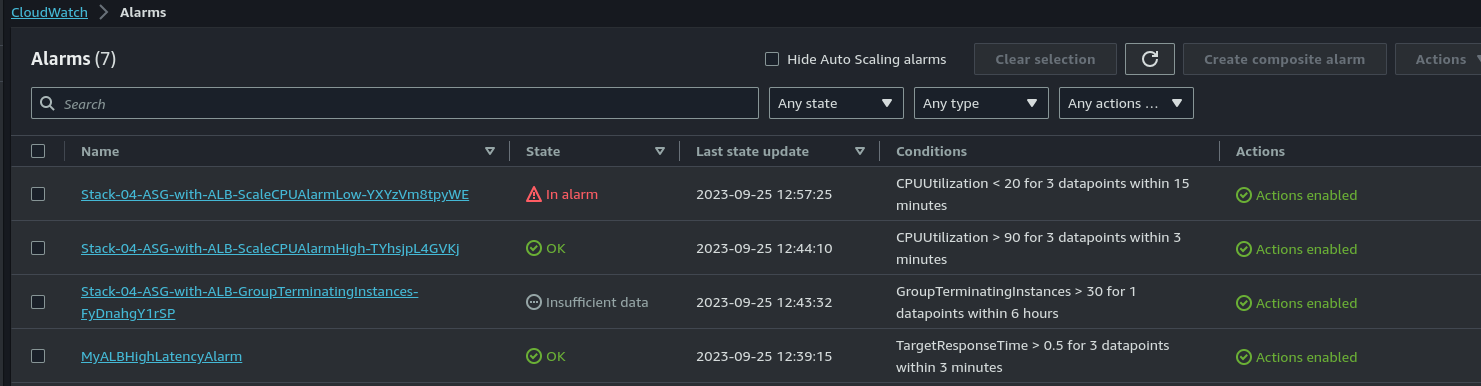 CloudWatch > Alarms
Alarms (7)
Hide Auto Scaling alarms
Clear selection
Create composite alarm
Actions
Search
Any state
Any type
Any actions ...
Name State Last state update Conditions Actions
Stack-04-ASG-with-ALB-ScaleCPUAlarmLow-YXYzVm8tpyWE In alarm 2023-09-25 12:57:25 CPUUtilization < 20 for 3 datapoints within 15
minutes
Actions enabled
Stack-04-ASG-with-ALB-ScaleCPUAlarmHigh-TYhsjpL4GVKj OK 2023-09-25 12:44:10 CPUUtilization > 90 for 3 datapoints within 3
minutes
Actions enabled
Stack-04-ASG-with-ALB-GroupTerminatingInstances-
FyDnahgY1rSP
Insufficient data 2023-09-25 12:43:32 GroupTerminatingInstances > 30 for 1
datapoints within 6 hours
Actions enabled
MyALBHighLatencyAlarm OK 2023-09-25 12:39:15 TargetResponseTime > 0.5 for 3 datapoints
within 3 minutes
Actions enabled